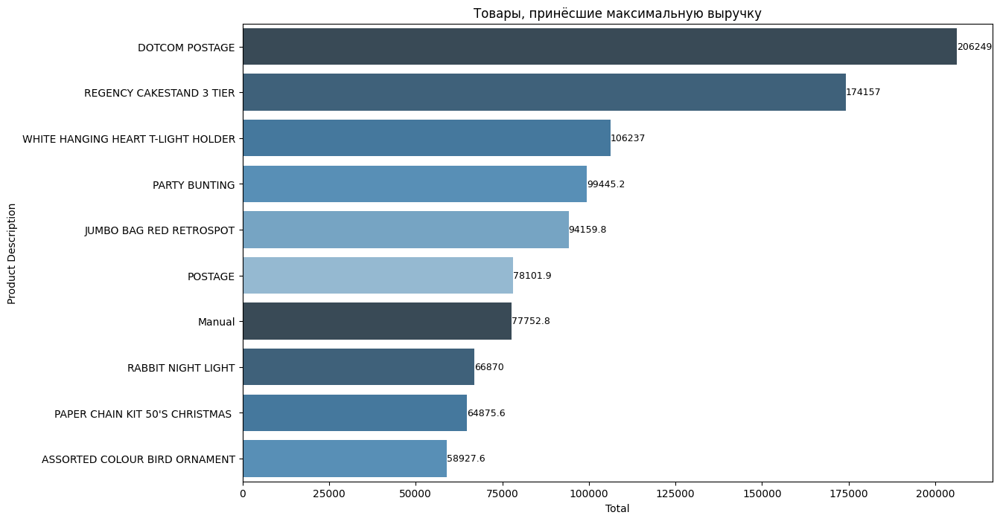 Товары, принёсшие максимальную выручку
Product Description
DOTCOM POSTAGE 206249
REGENCY CAKESTAND 3 TIER 174157
WHITE HANGING HEART T-LIGHT HOLDER 106237
PARTY BUNTING 99445.2
JUMBO BAG RED RETROSPOT 94159.8
POSTAGE 78101.9
Manual 77752.8
RABBIT NIGHT LIGHT 66870
PAPER CHAIN KIT 50'S CHRISTMAS 64875.6
ASSORTED COLOUR BIRD ORNAMENT 58927.6
0 25000 50000 75000 100000 125000 150000 175000 200000
Total